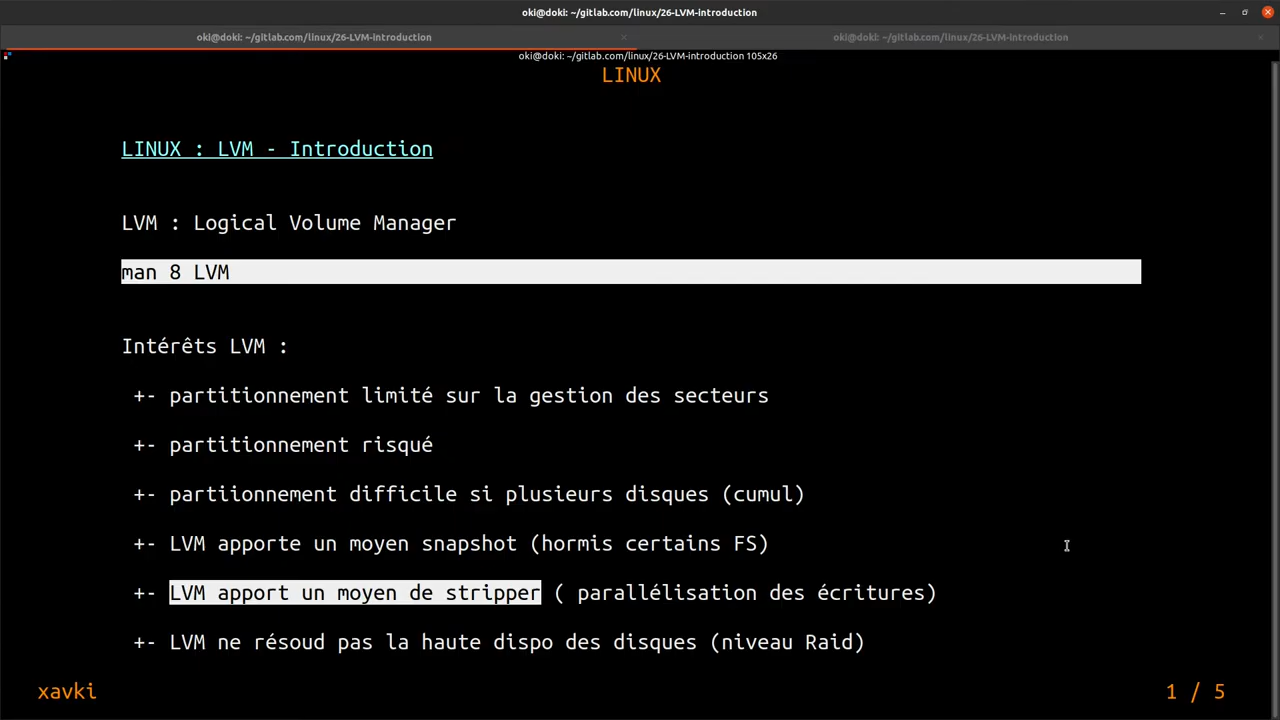 oki@doki: ~/gitlab.com/linux/26-LVM-introduction
oki@doki: ~/gitlab.com/linux/26-LVM-introduction
oki@doki: ~/gitlab.com/linux/26-LVM-introduction
oki@doki: ~/gitlab.com/linux/26-LVM-introduction 105x26
LINUX
LINUX : LVM - Introduction
LVM : Logical Volume Manager
man 8 LVM
Intérêts LVM :
+- partitionnement limité sur la gestion des secteurs
+- partitionnement risqué
+- partiionnement difficile si plusieurs disques (cumul)
+- LVM apporte un moyen snapshot (hormis certains FS)
+- LVM apport un moyen de stripper ( parallélisation des écritures)
+- LVM ne résoud pas la haute dispo des disques (niveau Raid)
xavki
1 / 5